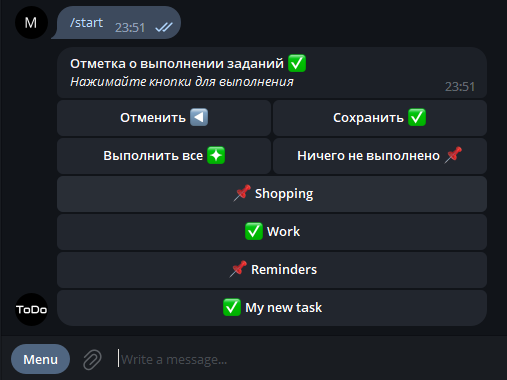 M
/start
23:51
Отметка о выполнении заданий
Нажимайте кнопки для выполнения
23:51
Отменить
Сохранить
Выполнить все
Ничего не выполнено
Shopping
Work
Reminders
ToDo
My new task
Menu
Write a message...